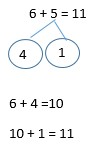 6 + 5 = 11
4 1
6 + 4 =10
10 + 1 = 11